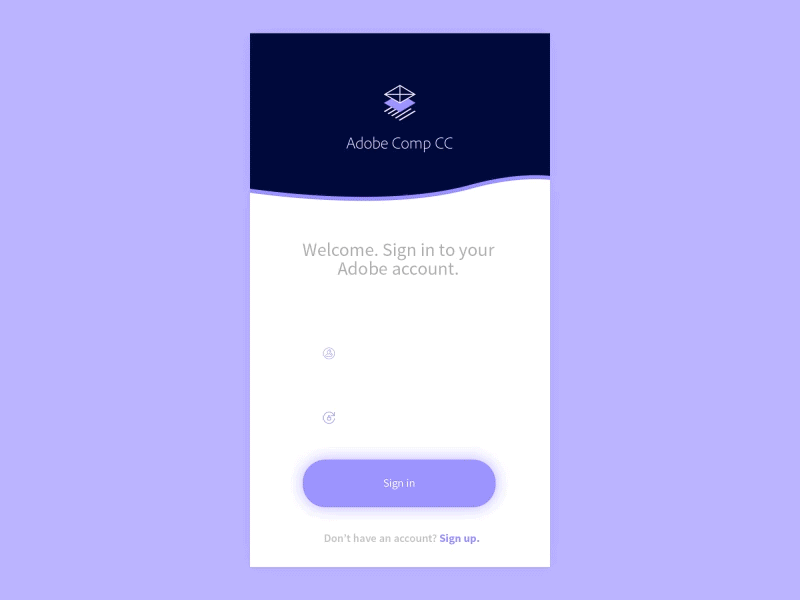 Adobe Comp CC
Welcome. Sign in to your
Adobe account.
Sign in
Don't have an account? Sign up.